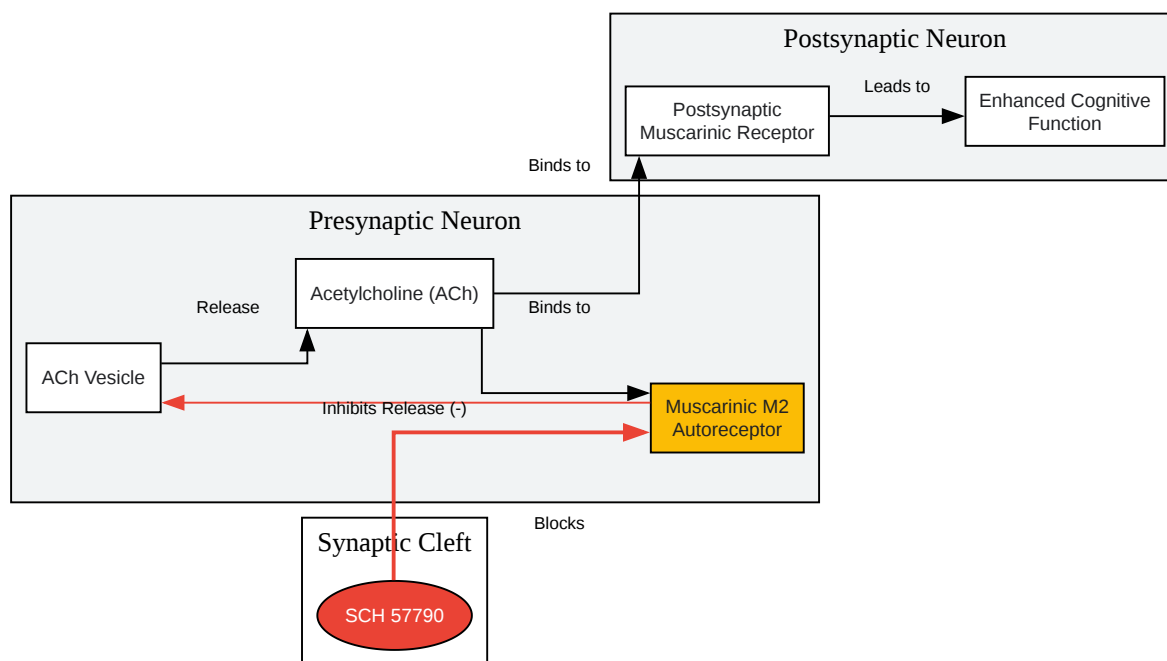 Postsynaptic Neuron
Postsynaptic
Muscarinic Receptor
Leads to
Enhanced Cognitive
Function
Binds to
Presynaptic Neuron
Acetylcholine (ACh)
Release
Binds to
ACh Vesicle
Inhibits Release (-)
Muscarinic M2
Autoreceptor
Blocks
Synaptic Cleft
SCH 57790